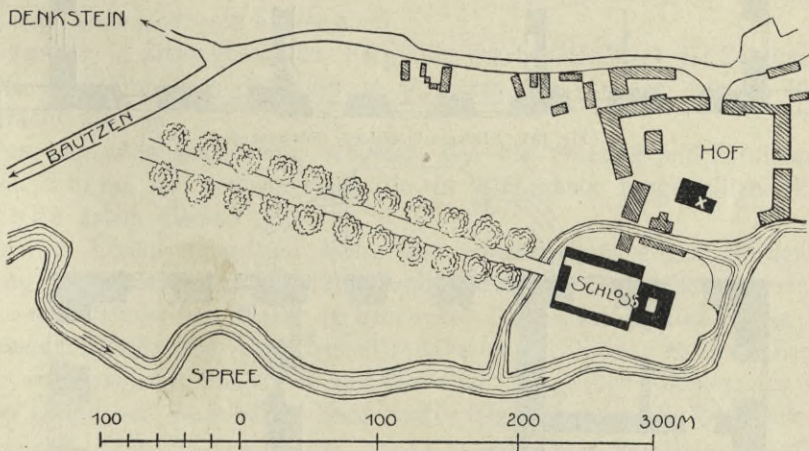 DENKSTEIN
BAUTZEN
HOF
X
SCHLOSS
SPREE
100 0 100 200 300M